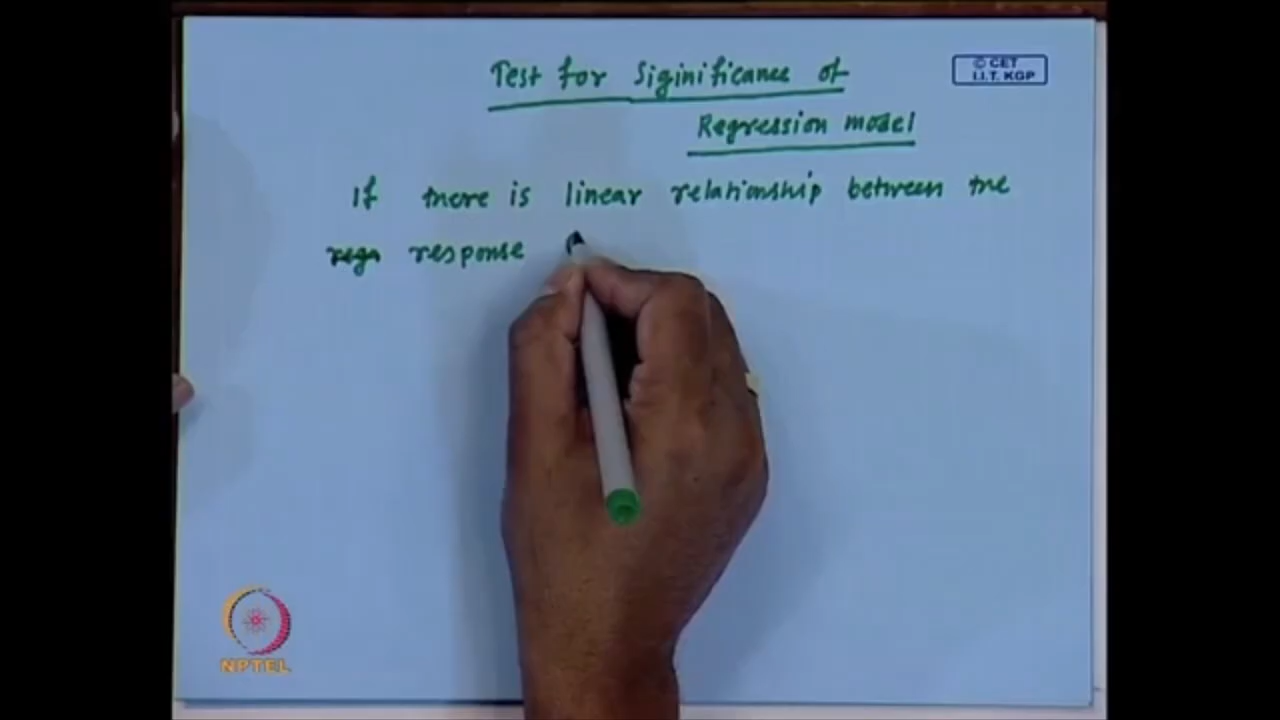 Test for Siginificance of
© CET
I.I.T. KGP
Regression model
If there is linear relationship between the
regn response
NPTEL